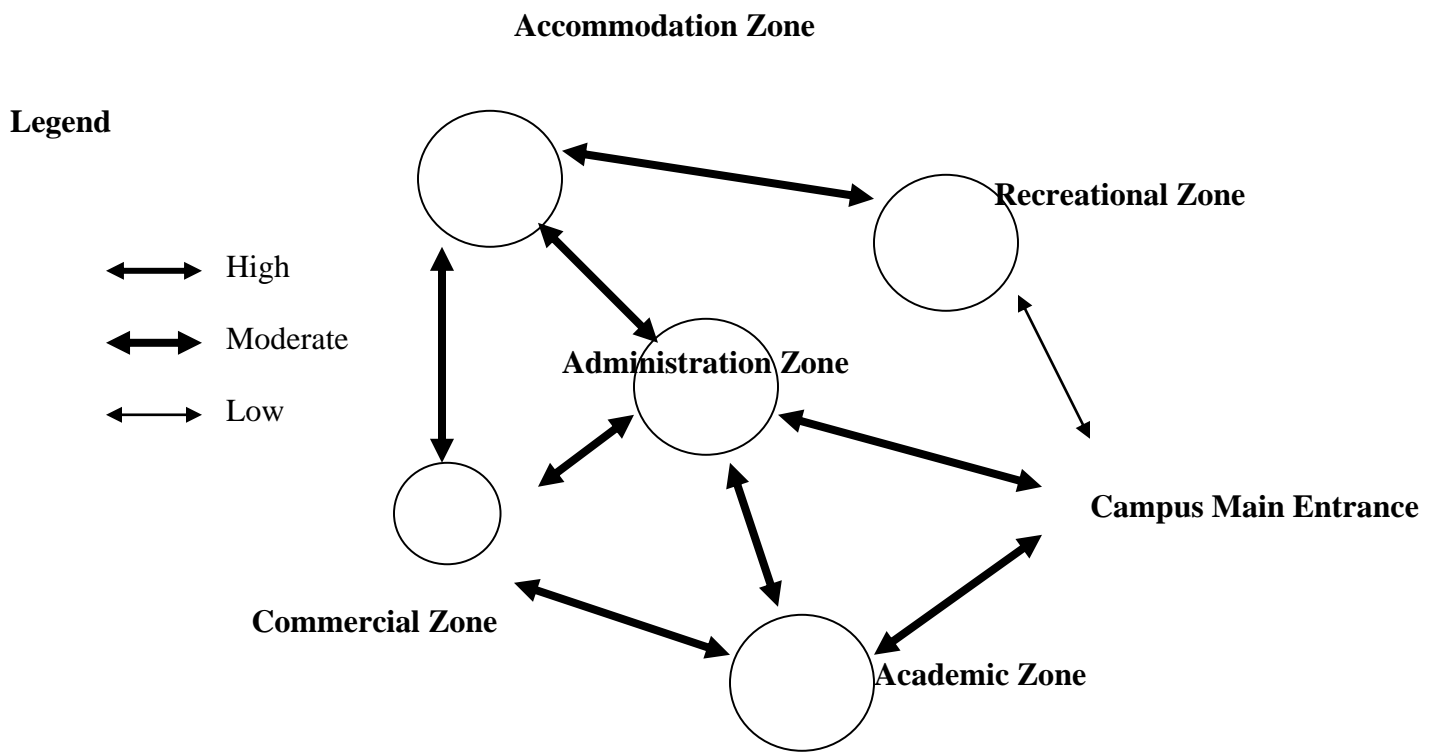 Accommodation Zone
Legend
Recreational Zone
High
Moderate
Administration Zone
Low
Campus Main Entrance
Commercial Zone
Academic Zone